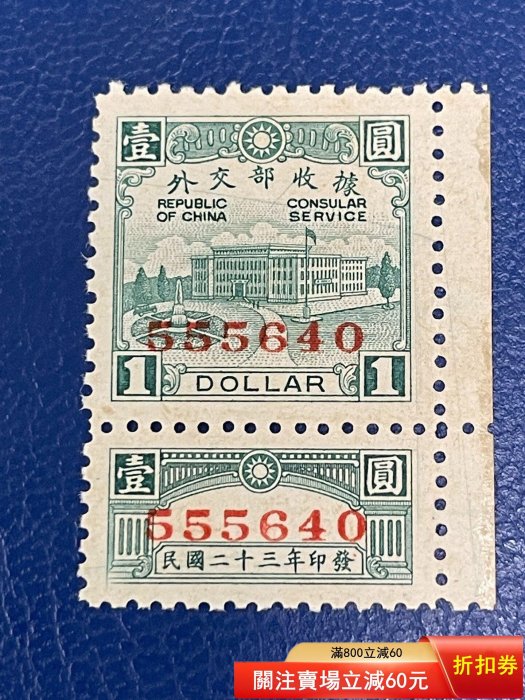 壹 圓
外交部收據
REPUBLIC CONSULAR
OF CHINA SERVICE
555640
1 DOLLAR 1
壹 圓
555640
民國二十三年印發
滿800立減60
關注賣場立減60元
折扣券